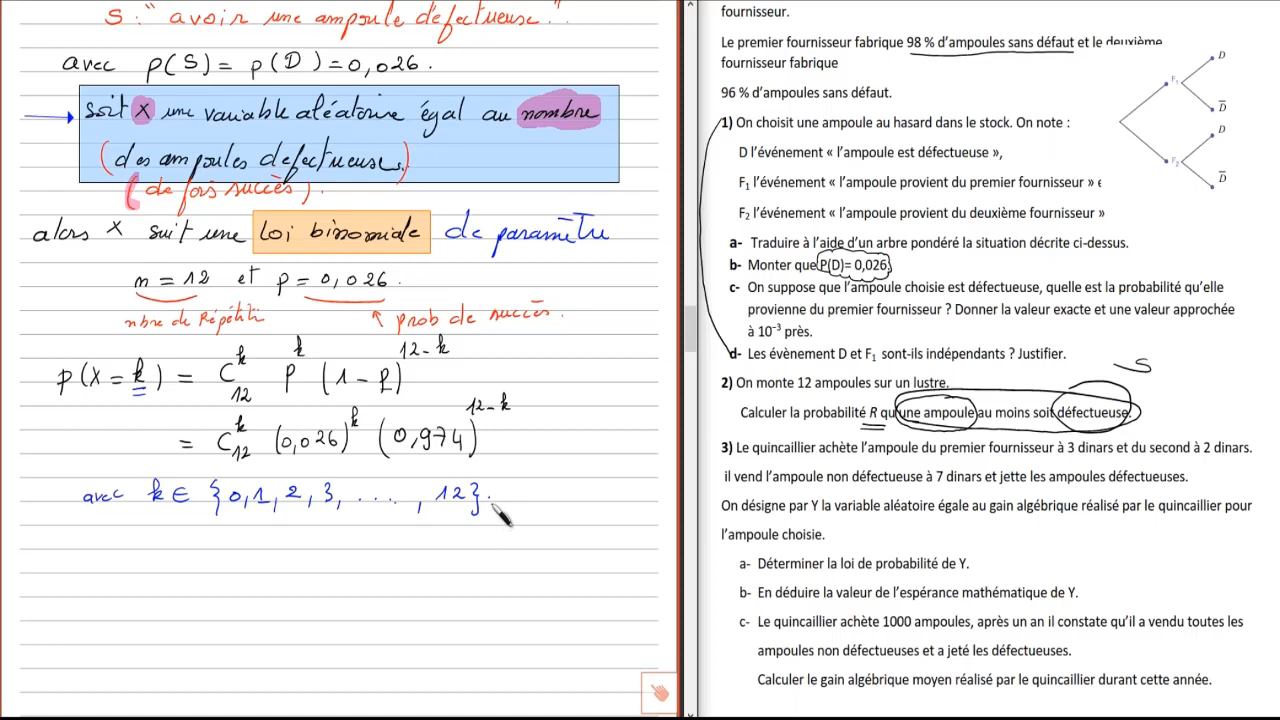 S : "avoir une ampoule défectueuse."
avec p(S) = p(D) = 0,026.
soit X une variable aléatoire égal au nombre
(des ampoules defectueuses.)
(de fois succès).
alors X suit une loi binomiale de paramètre
n = 12 et p = 0,026.
nbre de Répétiti
prob de succès.
p(X = k) = C_12^k p^k (1 - p)^12-k
= C_12^k (0,026)^k (0,974)^12-k
avec k ∈ {0, 1, 2, 3, ...., 12}.
fournisseur.
Le premier fournisseur fabrique 98 % d'ampoules sans défaut et le deuxième
fournisseur fabrique
96 % d'ampoules sans défaut.
1) On choisit une ampoule au hasard dans le stock. On note :
D l'événement « l'ampoule est défectueuse »,
F1 l'événement « l'ampoule provient du premier fournisseur » e
F2 l'événement « l'ampoule provient du deuxième fournisseur »
F1
F2
D
D̅
D
D̅
a- Traduire à l'aide d'un arbre pondéré la situation décrite ci-dessus.
b- Monter que P(D)= 0,026.
c- On suppose que l'ampoule choisie est défectueuse, quelle est la probabilité qu'elle
provienne du premier fournisseur ? Donner la valeur exacte et une valeur approchée
à 10⁻³ près.
d- Les évènement D et F1 sont-ils indépendants ? Justifier.
S
2) On monte 12 ampoules sur un lustre.
Calculer la probabilité R qu'une ampoule au moins soit défectueuse.
3) Le quincaillier achète l'ampoule du premier fournisseur à 3 dinars et du second à 2 dinars.
il vend l'ampoule non défectueuse à 7 dinars et jette les ampoules défectueuses.
On désigne par Y la variable aléatoire égale au gain algébrique réalisé par le quincaillier pour
l'ampoule choisie.
a- Déterminer la loi de probabilité de Y.
b- En déduire la valeur de l'espérance mathématique de Y.
c- Le quincaillier achète 1000 ampoules, après un an il constate qu'il a vendu toutes les
ampoules non défectueuses et a jeté les défectueuses.
Calculer le gain algébrique moyen réalisé par le quincaillier durant cette année.